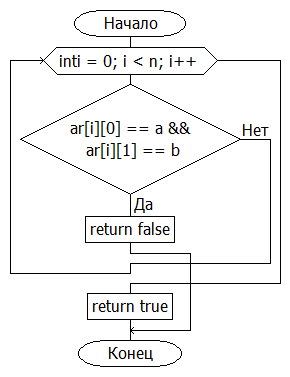 Начало
inti = 0; i < n; i++
ar[i][0] == a &&
ar[i][1] == b
Нет
Да
return false
return true
Конец